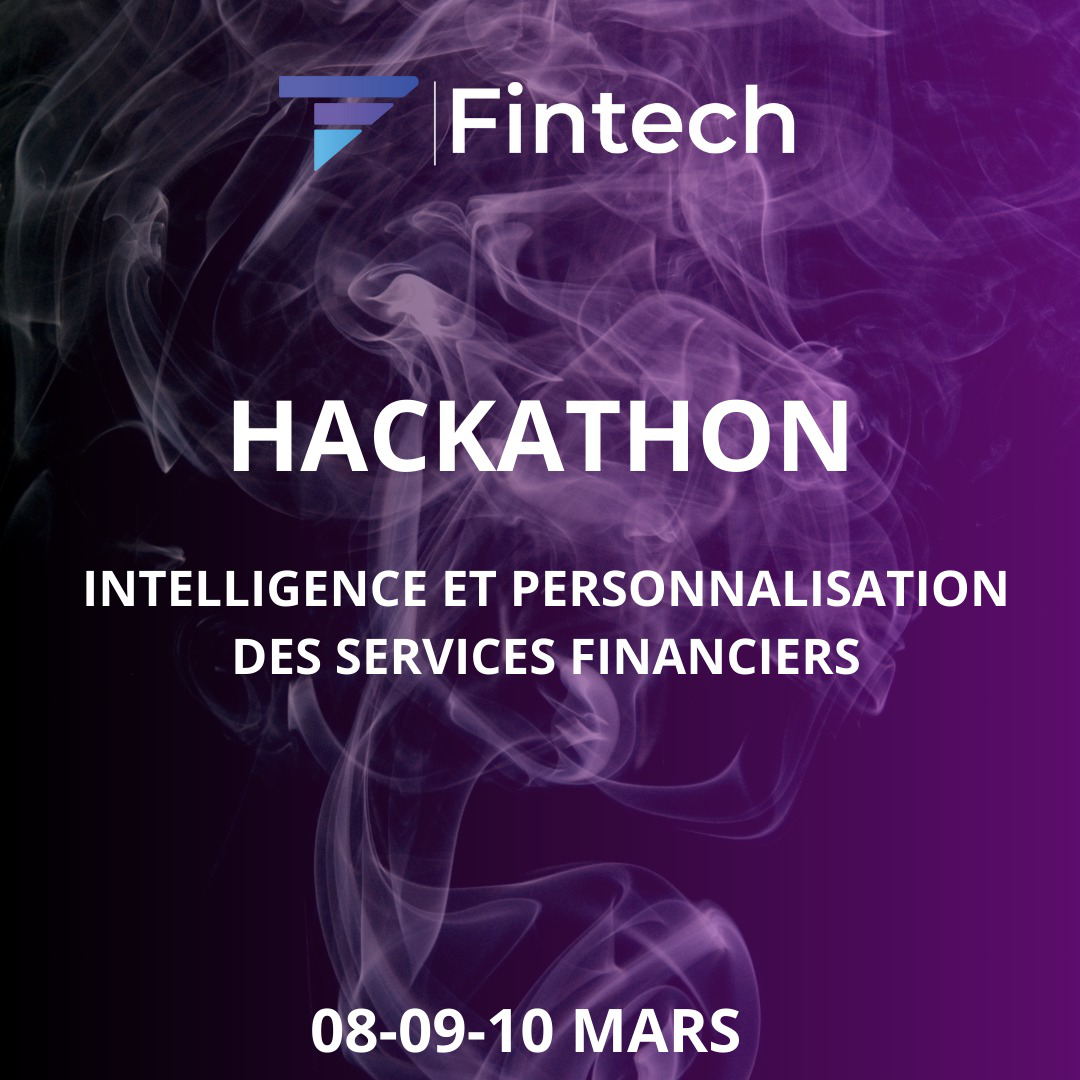 Fintech
HACKATHON
INTELLIGENCE ET PERSONNALISATION
DES SERVICES FINANCIERS
08-09-10 MARS